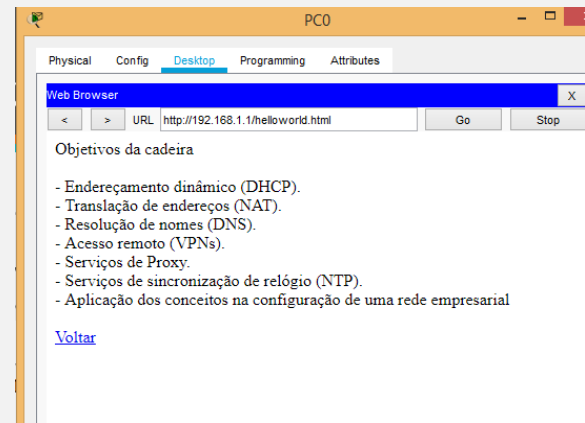 PC0
Physical Config Desktop Programming Attributes
Web Browser X
< > URL http://192.168.1.1/helloworld.html Go Stop
Objetivos da cadeira
- Endereçamento dinâmico (DHCP).
- Translação de endereços (NAT).
- Resolução de nomes (DNS).
- Acesso remoto (VPNs).
- Serviços de Proxy.
- Serviços de sincronização de relógio (NTP).
- Aplicação dos conceitos na configuração de uma rede empresarial
Voltar